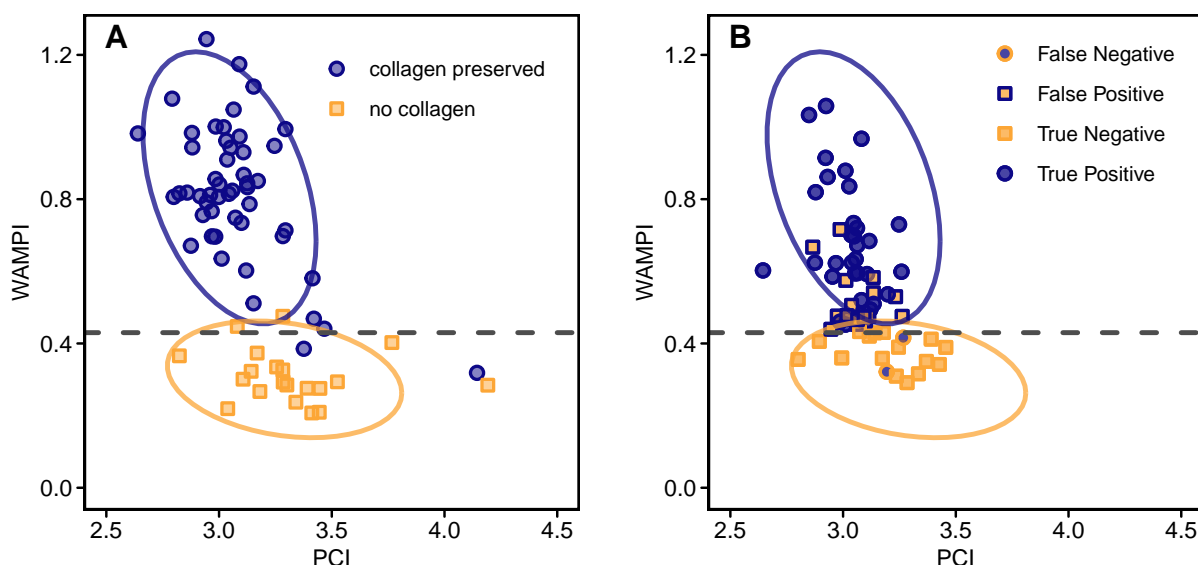 A
collagen preserved
no collagen
WAMPI
1.2
0.8
0.4
0.0
2.5 3.0 3.5 4.0 4.5
PCI
B
False Negative
False Positive
True Negative
True Positive
WAMPI
1.2
0.8
0.4
0.0
2.5 3.0 3.5 4.0 4.5
PCI